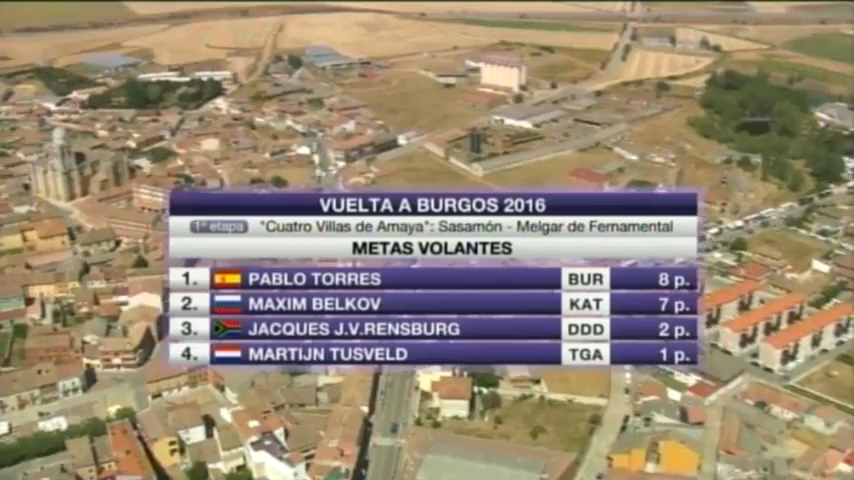 VUELTA A BURGOS 2016
1ª etapa "Cuatro Villas de Amaya": Sasamón - Melgar de Fernamental
METAS VOLANTES
1. PABLO TORRES BUR 8 p.
2. MAXIM BELKOV KAT 7 p.
3. JACQUES J.V.RENSBURG DDD 2 p.
4. MARTIJN TUSVELD TGA 1 p.